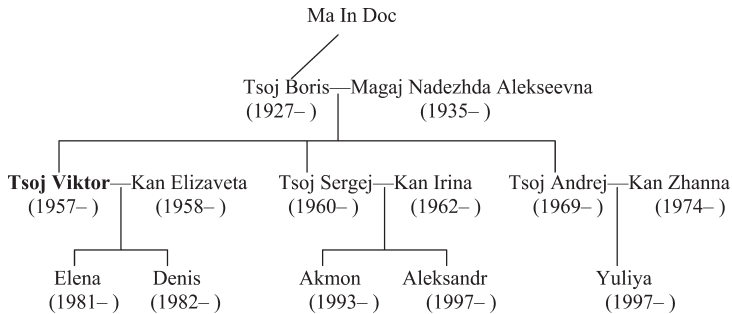 Ma In Doc
Tsoj Boris—Magaj Nadezhda Alekseevna
(1927– ) (1935– )
Tsoj Viktor—Kan Elizaveta Tsoj Sergej—Kan Irina Tsoj Andrej—Kan Zhanna
(1957– ) (1958– ) (1960– ) (1962– ) (1969– ) (1974– )
Elena Denis Akmon Aleksandr Yuliya
(1981– ) (1982– ) (1993– ) (1997– ) (1997– )